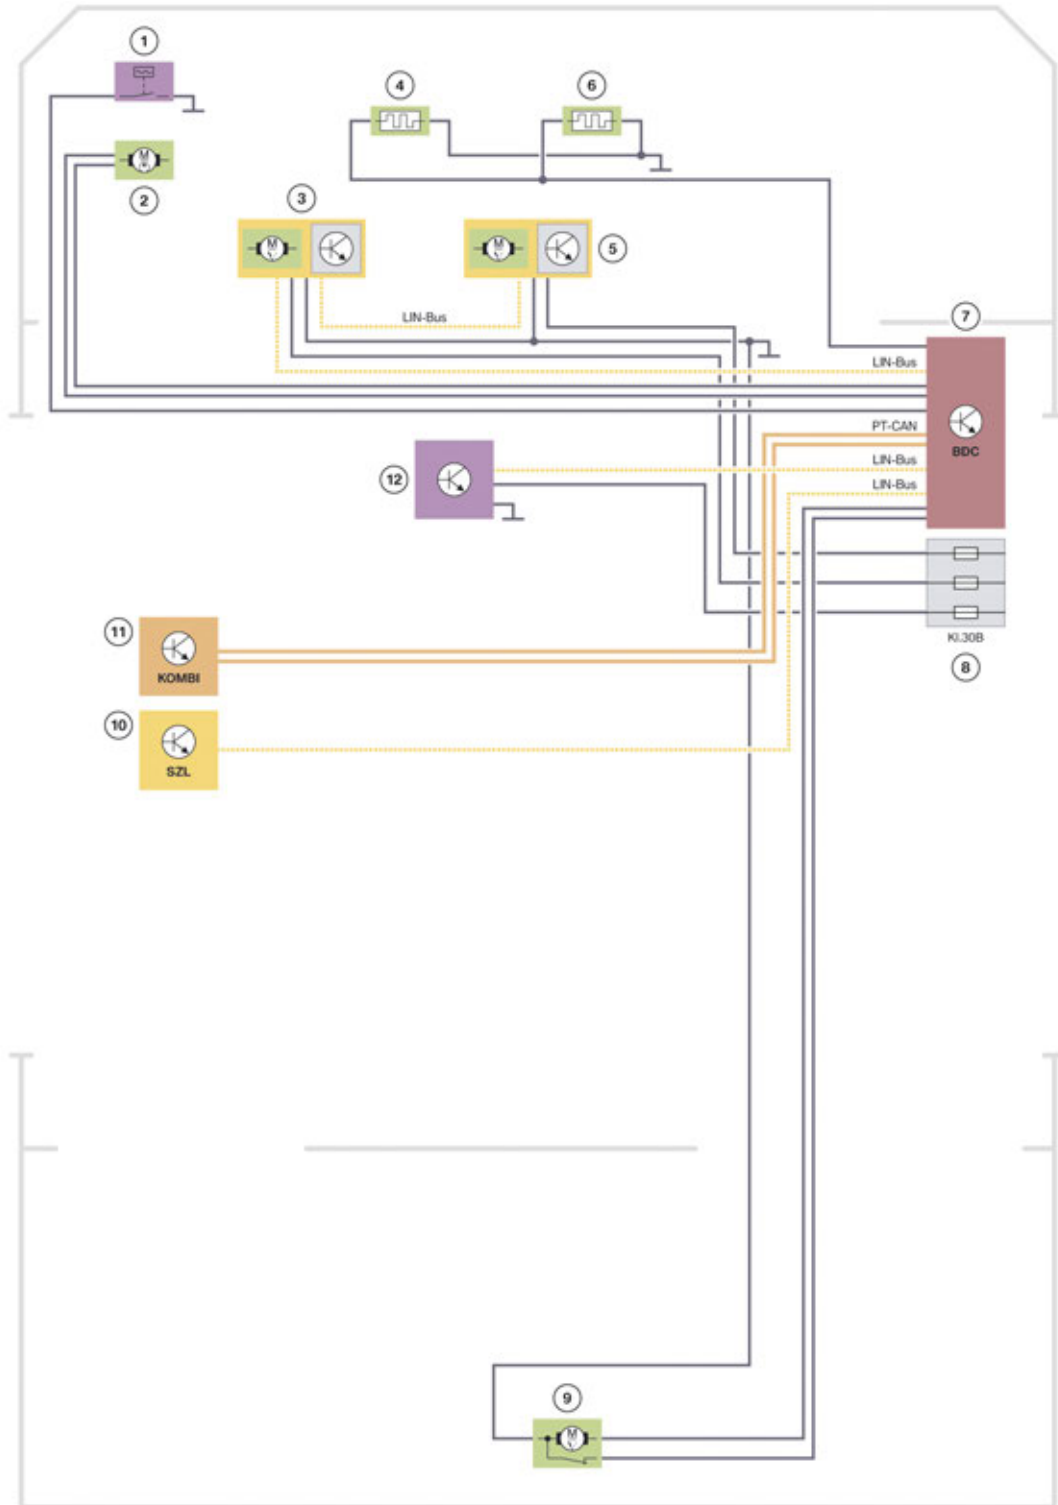 1
4
6
M
2
3
M
M
5
LIN-Bus
7
LIN-Bus
PT-CAN
BDC
LIN-Bus
12
LIN-Bus
11
KOMBI
Kl.30B
8
10
SZL
9
M